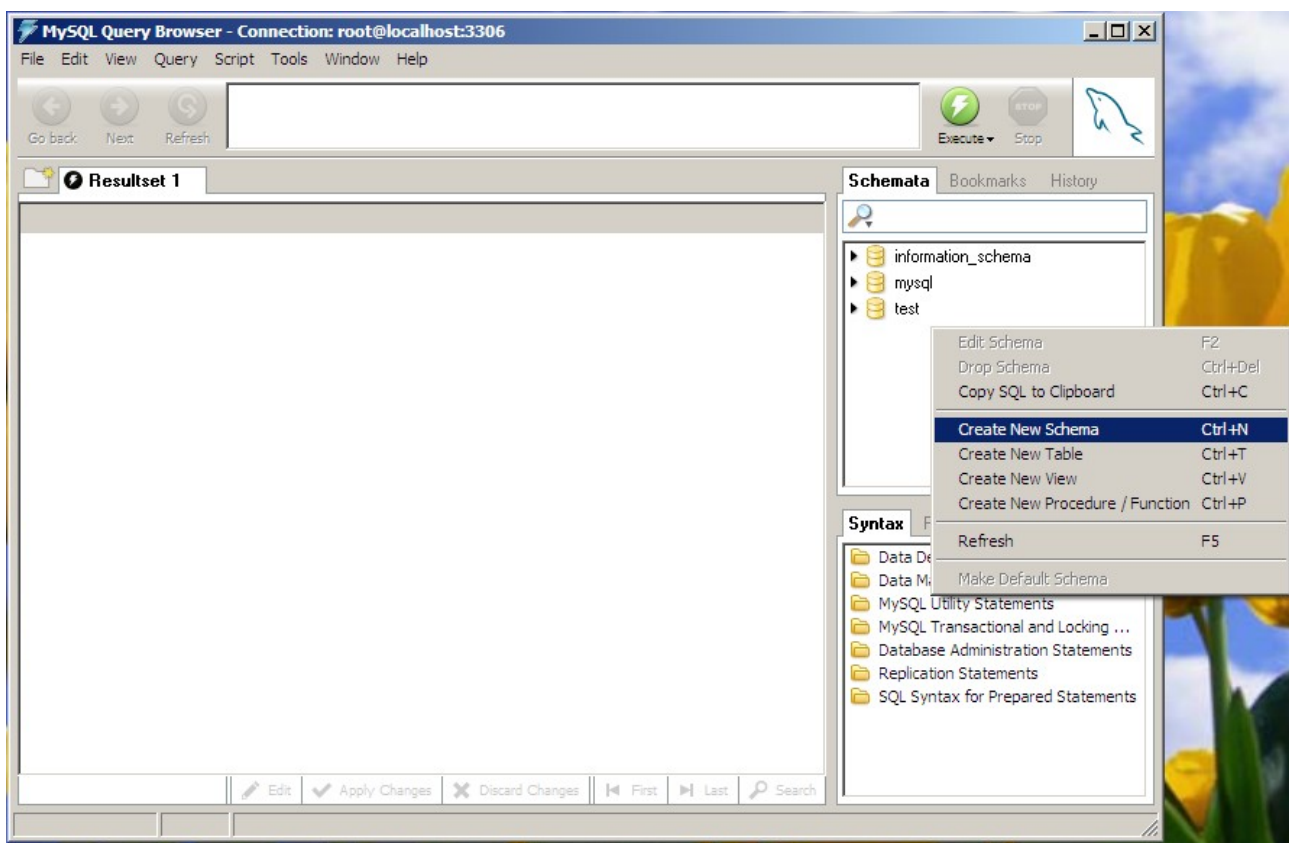 MySQL Query Browser - Connection: root@localhost:3306
File Edit View Query Script Tools Window Help
Go back Next Refresh
Execute
STOP
Stop
Resultset 1
Schemata Bookmarks History
information_schema
mysql
test
Edit Schema F2
Drop Schema Ctrl+Del
Copy SQL to Clipboard Ctrl+C
Create New Schema Ctrl+N
Create New Table Ctrl+T
Create New View Ctrl+V
Create New Procedure / Function Ctrl+P
Refresh F5
Make Default Schema
Syntax
Data
Data
MySQL Utility Statements
MySQL Transactional and Locking ...
Database Administration Statements
Replication Statements
SQL Syntax for Prepared Statements
Edit Apply Changes Discard Changes First Last Search